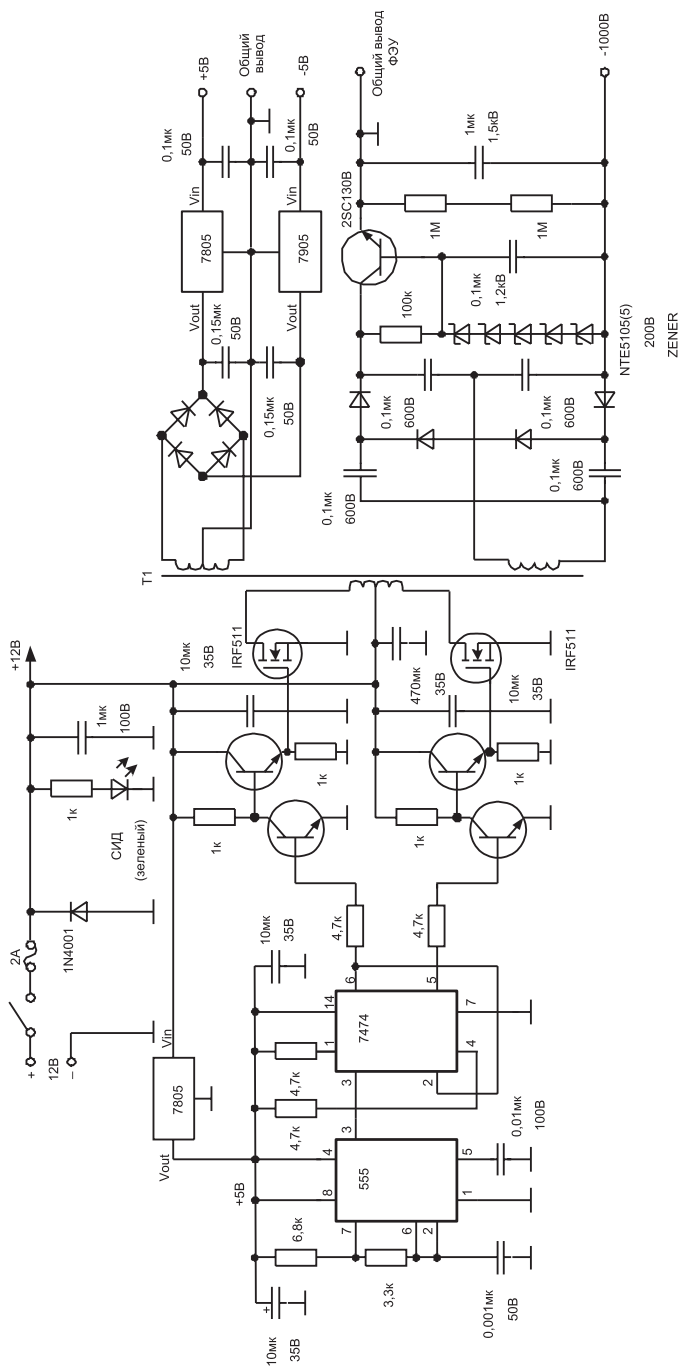 +
12В
–
2А
1N4001
СИД
(зеленый)
1к
1мк
100В
+12В
Vin
7805
Vout
+5В
10мк
35В
+
10мк
35В
6,8к
3,3к
0,001мк
50В
7
6
2
8
4
555
3
1
5
0,01мк
100В
4,7к
4,7к
1
14
3
2
7474
6
5
4
7
4,7к
4,7к
1к
1к
10мк
35В
IRF511
1к
1к
470мк
35В
10мк
35В
IRF511
T1
0,15мк
50В
0,15мк
50В
Vout
7805
Vin
Vout
7905
Vin
0,1мк
50В
0,1мк
50В
+5В
Общий
вывод
-5В
0,1мк
600В
0,1мк
600В
0,1мк
600В
0,1мк
600В
100к
NTE5105(5)
200В
ZENER
0,1мк
1,2кВ
2SC130В
1М
1М
1мк
1,5кВ
Общий вывод
ФЭУ
-1000В